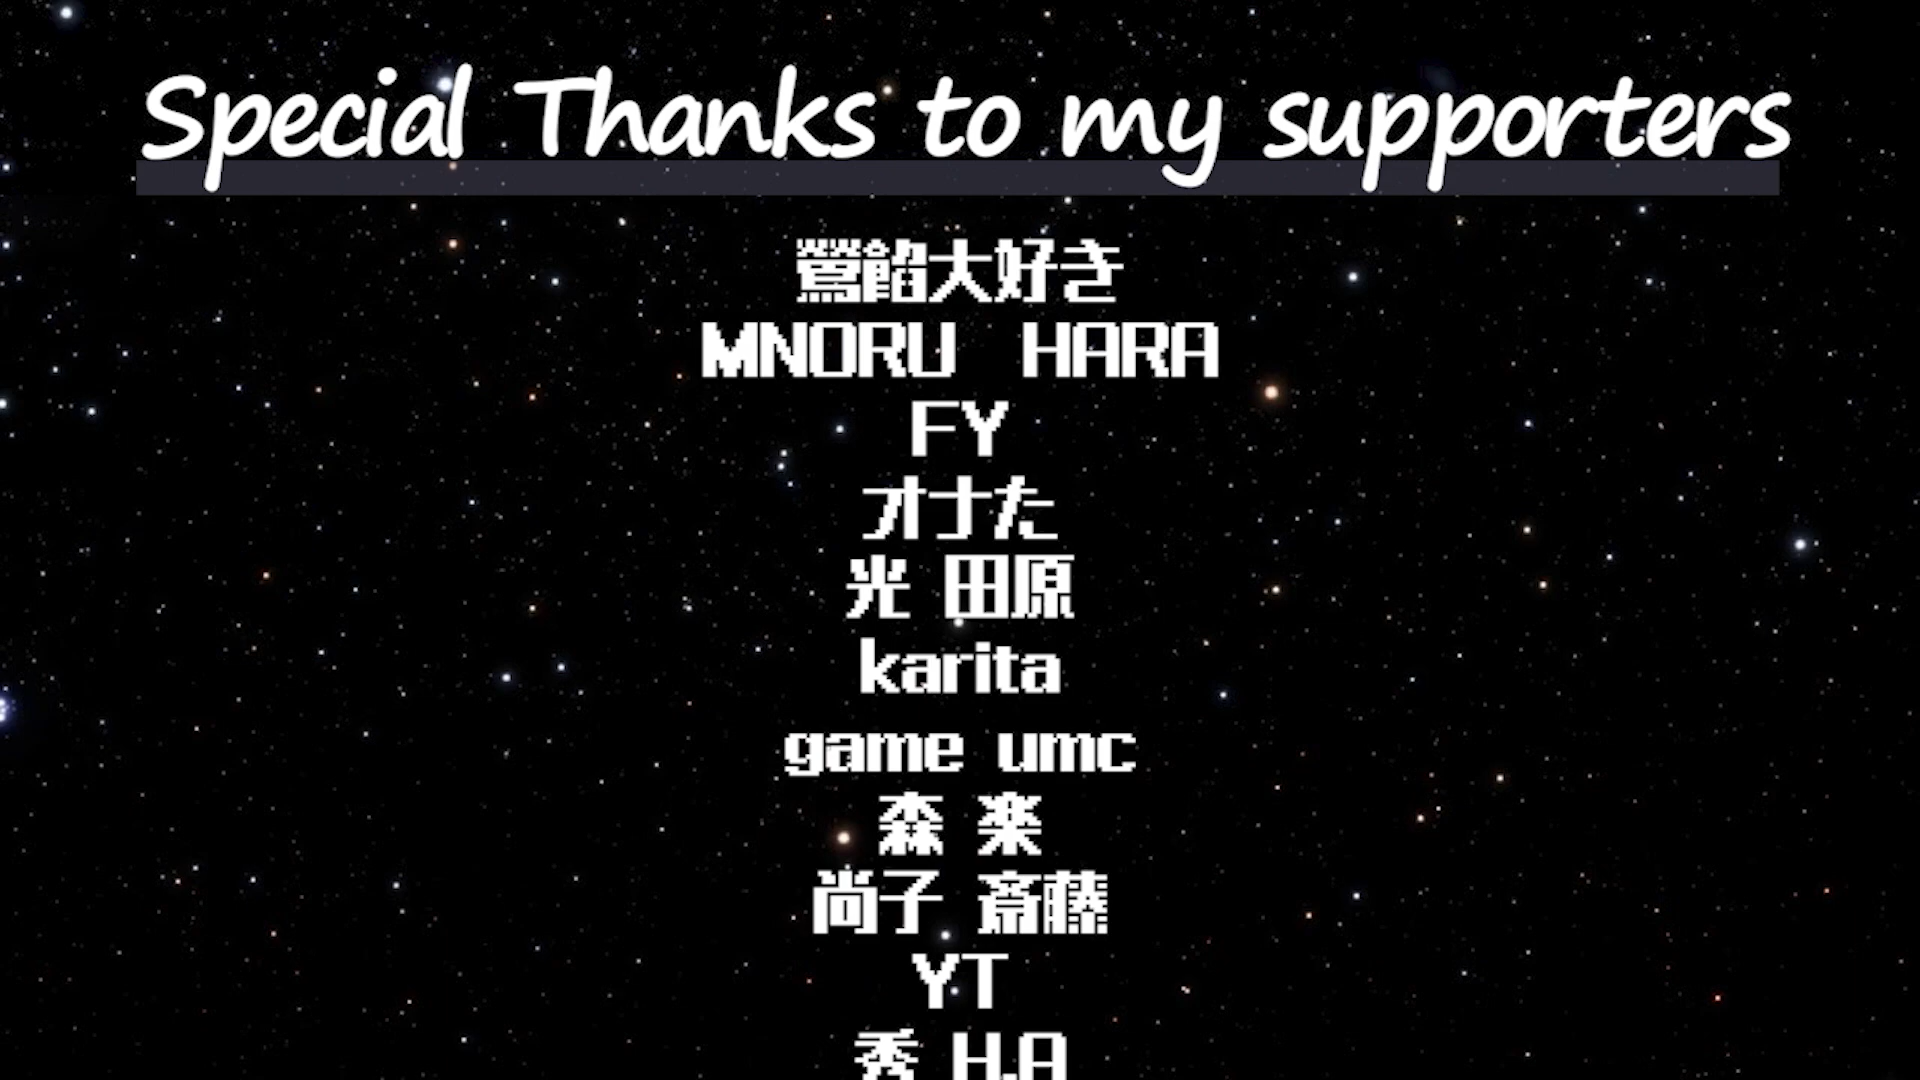 Special Thanks to my supporters
鶯餡大好き
MNORU　HARA
FY
オナた
光 田原
karita
game umc
森 楽
尚子 斎藤
YT
秀 H.A